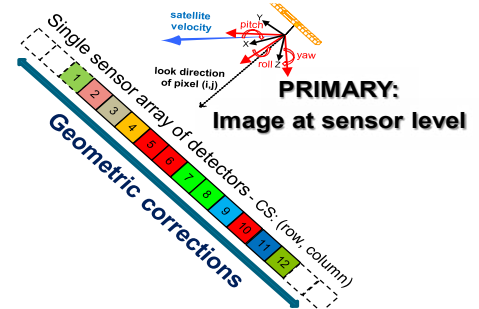 satellite
velocity
Y
pitch
X
roll
Z
yaw
look direction
of pixel (i,j)
PRIMARY:
Image at sensor level
Single sensor array of detectors - CS: (row, column)
1
2
3
4
5
6
7
8
9
10
11
12
Geometric corrections